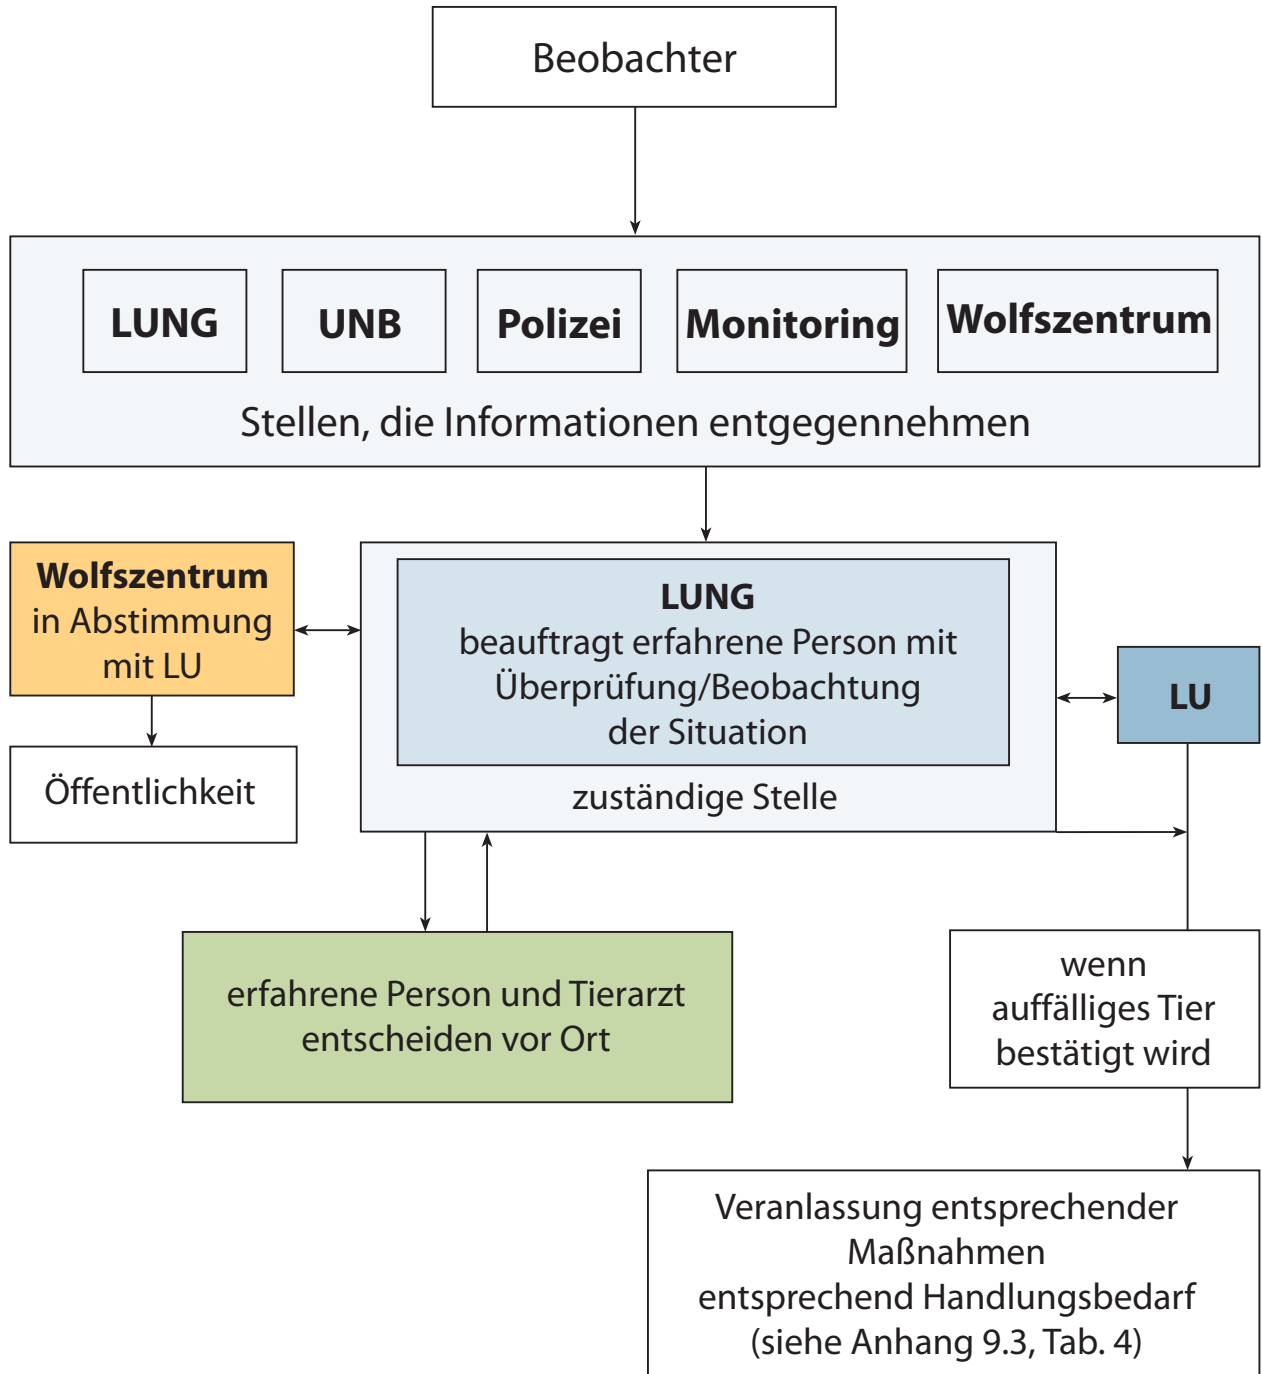 Beobachter
LUNG
UNB
Polizei
Monitoring
Wolfszentrum
Stellen, die Informationen entgegennehmen
Wolfszentrum
in Abstimmung
mit LU
Öffentlichkeit
LUNG
beauftragt erfahrene Person mit
Überprüfung/Beobachtung
der Situation
zuständige Stelle
LU
erfahrene Person und Tierarzt
entscheiden vor Ort
wenn
auffälliges Tier
bestätigt wird
Veranlassung entsprechender
Maßnahmen
entsprechend Handlungsbedarf
(siehe Anhang 9.3, Tab. 4)